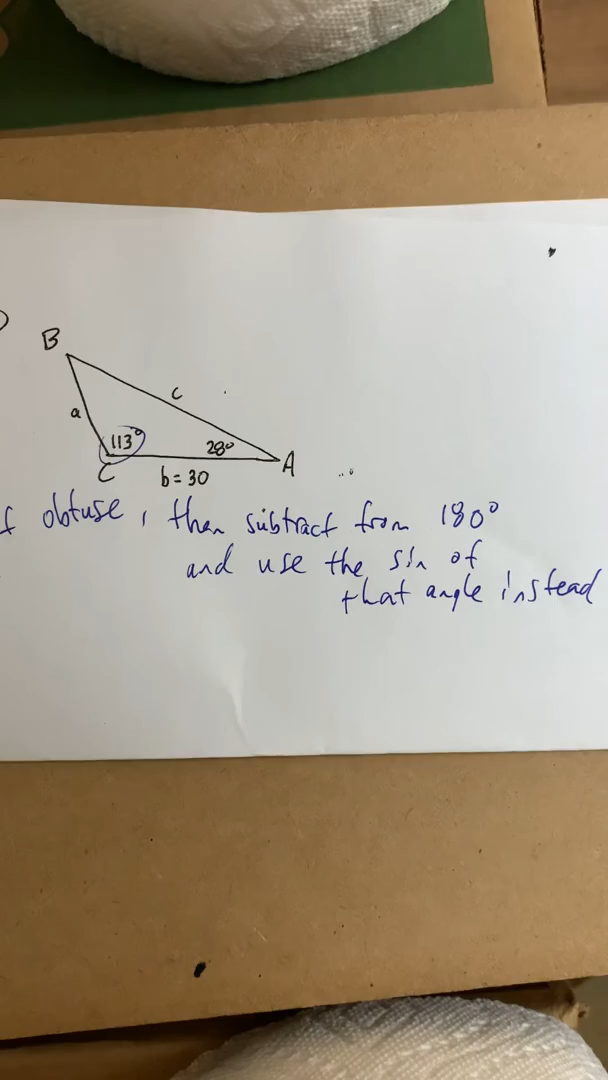 B
c
a
113°
28°
C
A
b = 30
obtuse, then subtract from 180°
and use the sin of
that angle instead